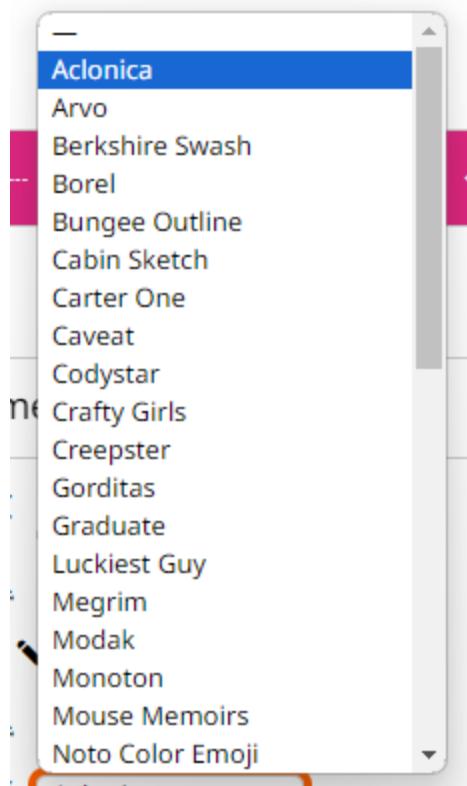 —
Aclonica
Arvo
Berkshire Swash
Borel
Bungee Outline
Cabin Sketch
Carter One
Caveat
Codystar
Crafty Girls
Creepster
Gorditas
Graduate
Luckiest Guy
Megrim
Modak
Monoton
Mouse Memoirs
Noto Color Emoji